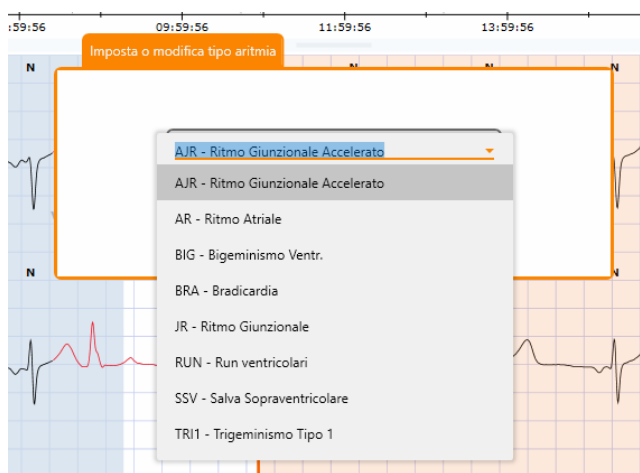 :59:56 09:59:56 11:59:56 13:59:56
Imposta o modifica tipo aritmia
N N N N
AJR - Ritmo Giunzionale Accelerato
AJR - Ritmo Giunzionale Accelerato
AR - Ritmo Atriale
BIG - Bigeminismo Ventr.
N N
BRA - Bradicardia
JR - Ritmo Giunzionale
RUN - Run ventricolari
SSV - Salva Sopraventricolare
TRI1 - Trigeminismo Tipo 1